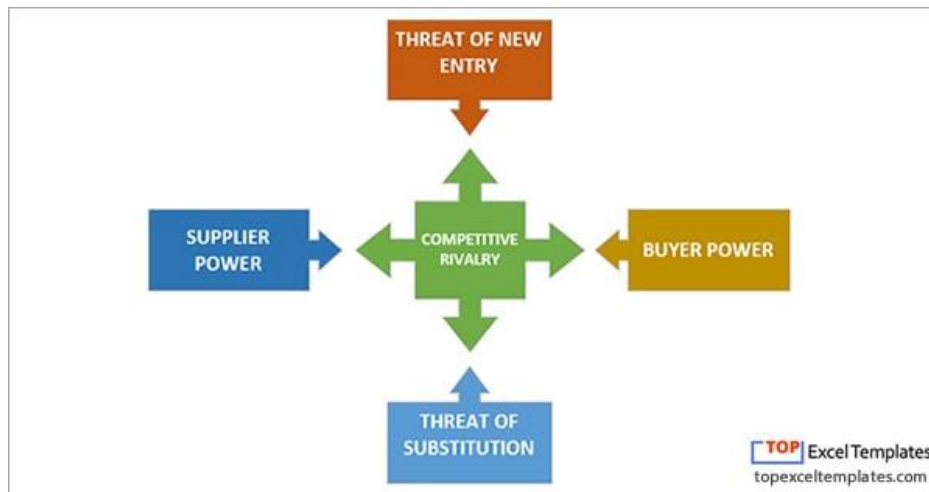 THREAT OF NEW
ENTRY
SUPPLIER
POWER
COMPETITIVE
RIVALRY
BUYER POWER
THREAT OF
SUBSTITUTION
TOP Excel Templates
topexceltemplates.com